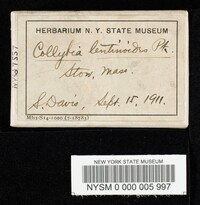 HERBARIUM N. Y. STATE MUSEUM
Collybia lentinoides Pk.
Stow, Mass.
S. Davis, Sept. 15, 1911.
NEW YORK STATE MUSEUM
NYSM 0 000 005 997